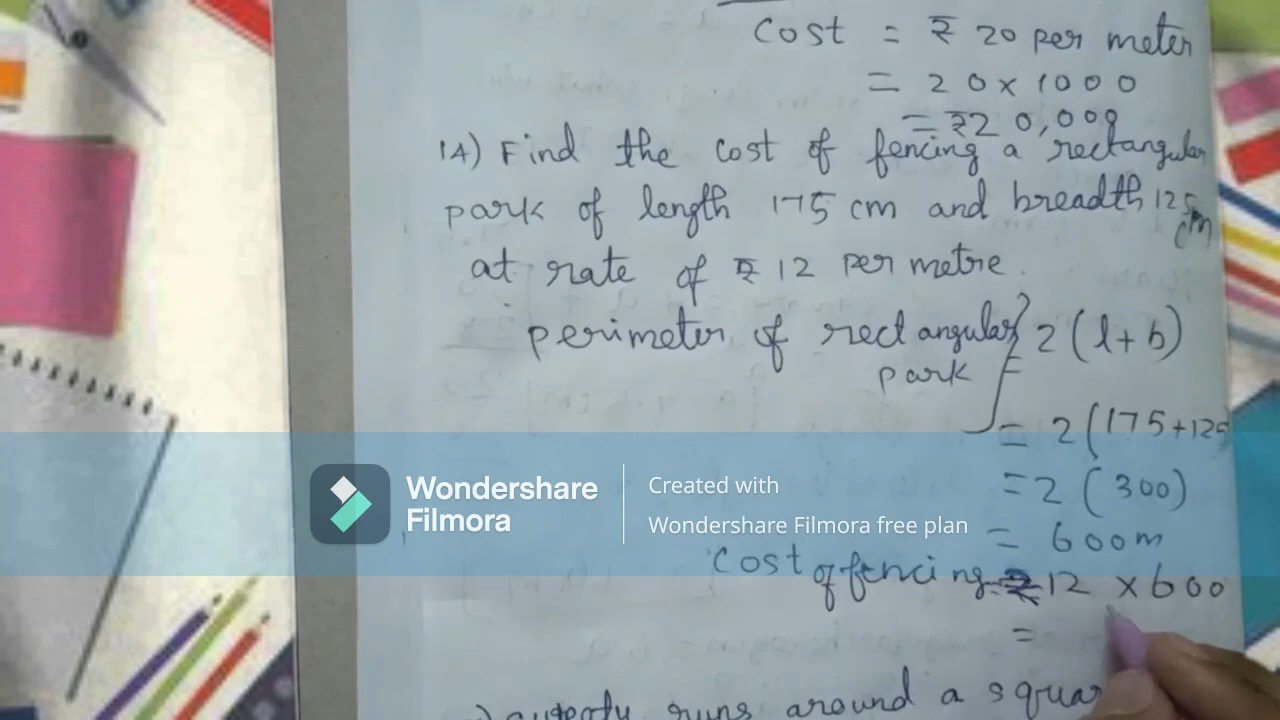 Cost = ₹ 20 per meter
= 20 x 1000
= ₹20,000
14) Find the cost of fencing a rectangular
park of length 175 cm and breadth 125
cm
at rate of ₹ 12 per metre.
perimeter of rectangular } 2 (l+b)
park =
= 2 (175+125
= 2 (300)
Wondershare
Filmora
Created with
Wondershare Filmora free plan
= 600m
Cost of fencing = ₹12 x 600
=
runs around a squar